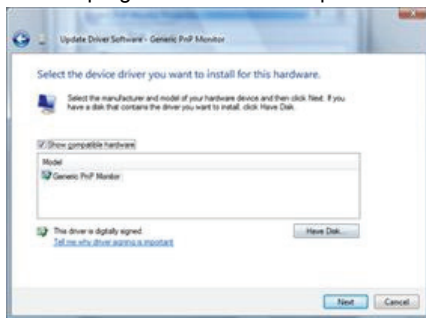 Update Driver Software - Generic PnP Monitor
Select the device driver you want to install for this hardware.
Select the manufacturer and model of your hardware device and then click Next. If you
have a disk that contains the driver you want to install, click Have Disk.
Show compatible hardware
Model
Generic PnP Monitor
This driver is digitally signed.
Have Disk...
Tell me why driver signing is important
Next
Cancel